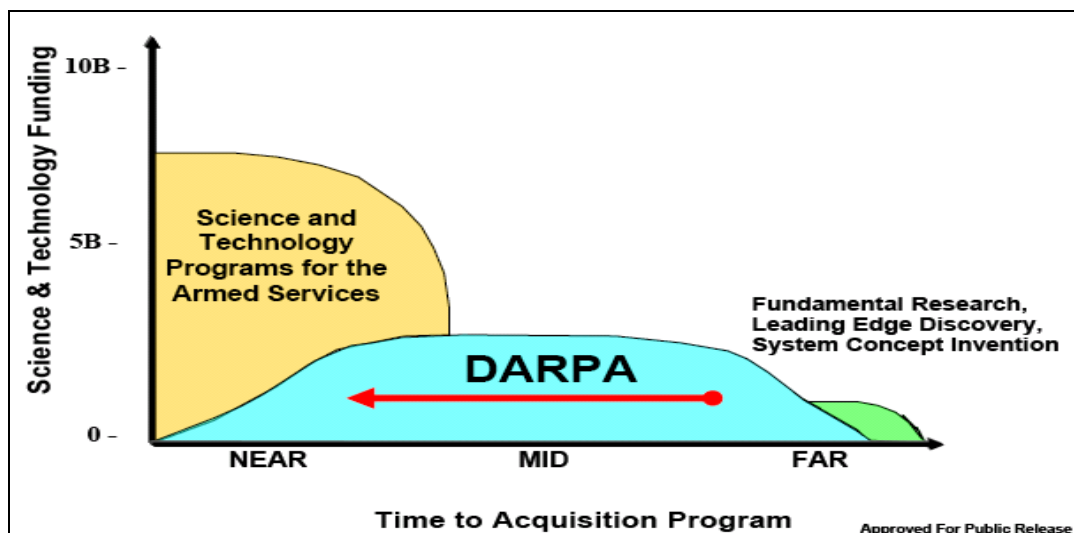 Science & Technology Funding
10B -
5B -
0 -
Science and
Technology
Programs for the
Armed Services
DARPA
Fundamental Research,
Leading Edge Discovery,
System Concept Invention
NEAR
MID
FAR
Time to Acquisition Program
Approved For Public Release